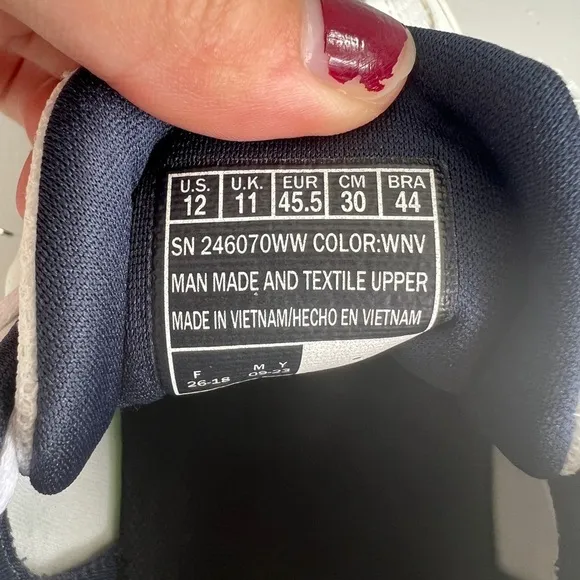 U.S. U.K. EUR CM BRA
12 11 45.5 30 44
SN 246070WW COLOR:WNV
MAN MADE AND TEXTILE UPPER
MADE IN VIETNAM/HECHO EN VIETNAM
F M Y
26-18 09-23